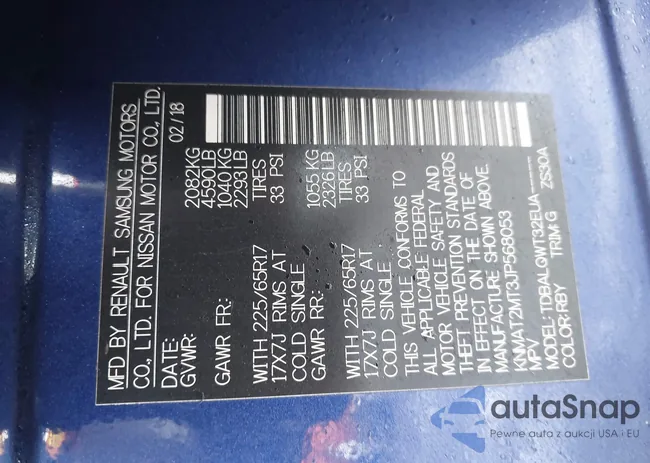 MFD BY RENAULT SAMSUNG MOTORS
CO., LTD. FOR NISSAN MOTOR CO., LTD.
DATE: 02/18
GVWR: 2082KG
4590LB
GAWR FR: 1040 KG
2293LB
WITH 225/65R17 TIRES
17X7J RIMS AT 33 PSI
COLD SINGLE
GAWR RR: 1055 KG
2326LB
WITH 225/65R17 TIRES
17X7J RIMS AT 33 PSI
COLD SINGLE
THIS VEHICLE CONFORMS TO
ALL APPLICABLE FEDERAL
MOTOR VEHICLE SAFETY AND
THEFT PREVENTION STANDARDS
IN EFFECT ON THE DATE OF
MANUFACTURE SHOWN ABOVE.
KNMAT2MT3JP568053
MPV
MODEL: TDBALGWT32EUA-
COLOR: RBY TRIM: G ZS30A
autaSnap
Pewne auta z aukcji USA i EU